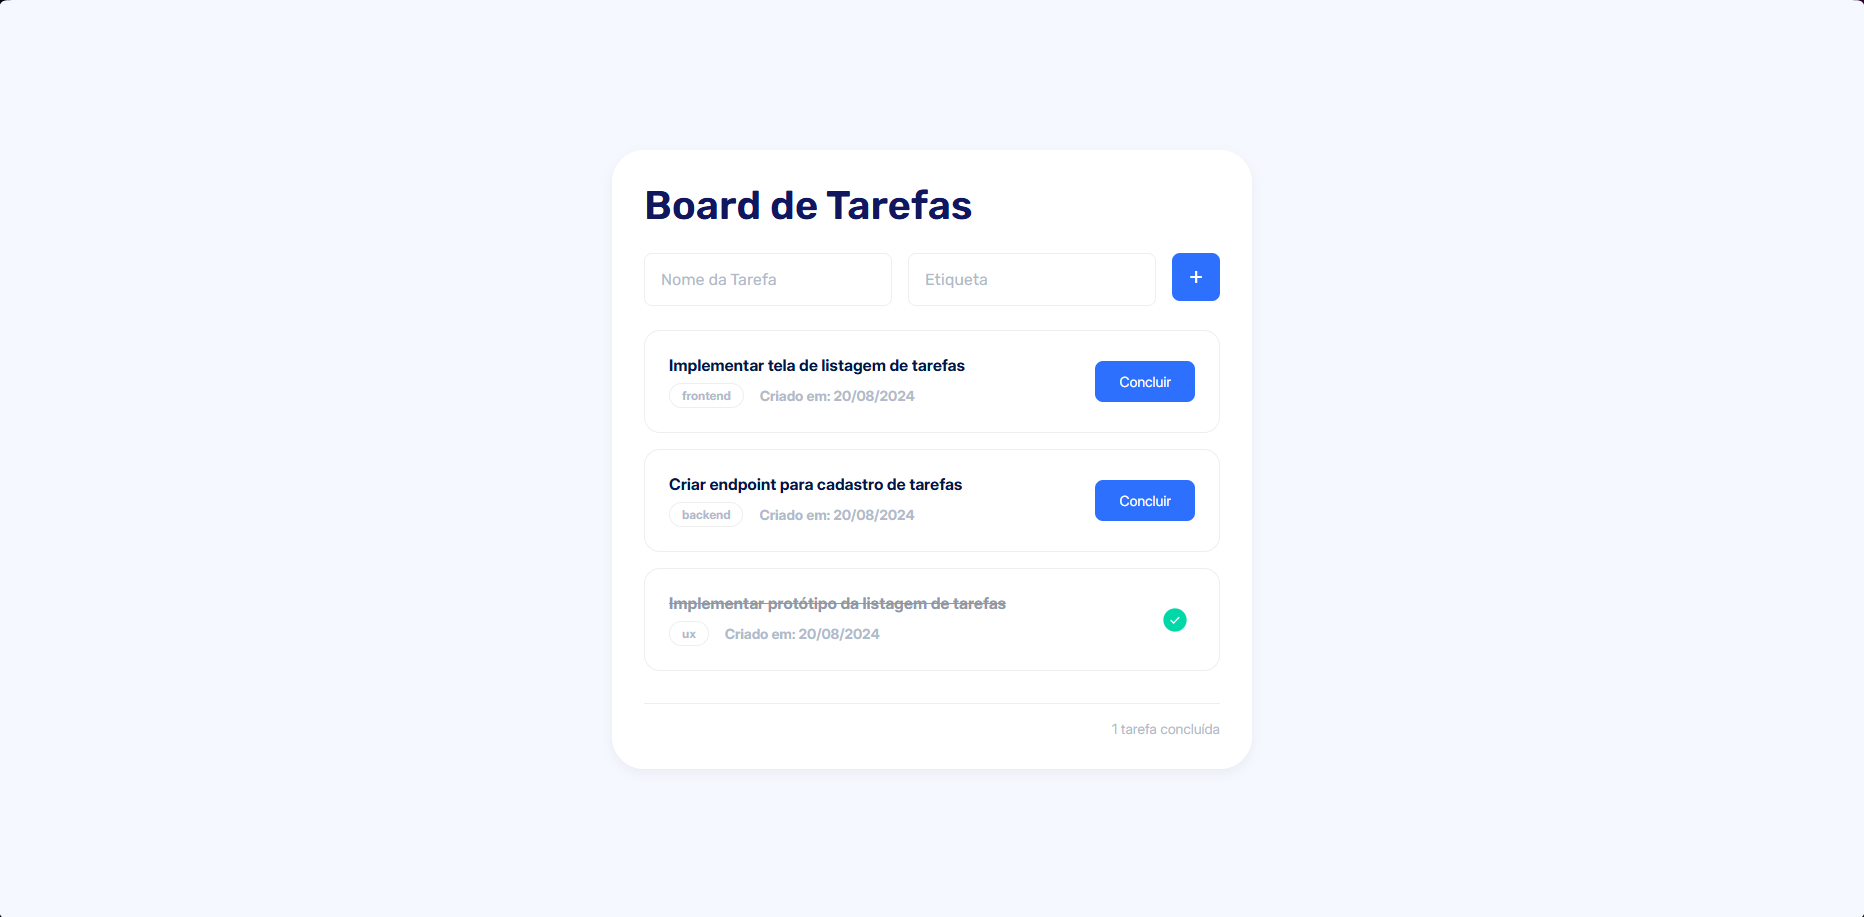 Board de Tarefas
Nome da Tarefa Etiqueta +
Implementar tela de listagem de tarefas
frontend Criado em: 20/08/2024
Concluir
Criar endpoint para cadastro de tarefas
backend Criado em: 20/08/2024
Concluir
Implementar protótipo da listagem de tarefas
ux Criado em: 20/08/2024
1 tarefa concluída